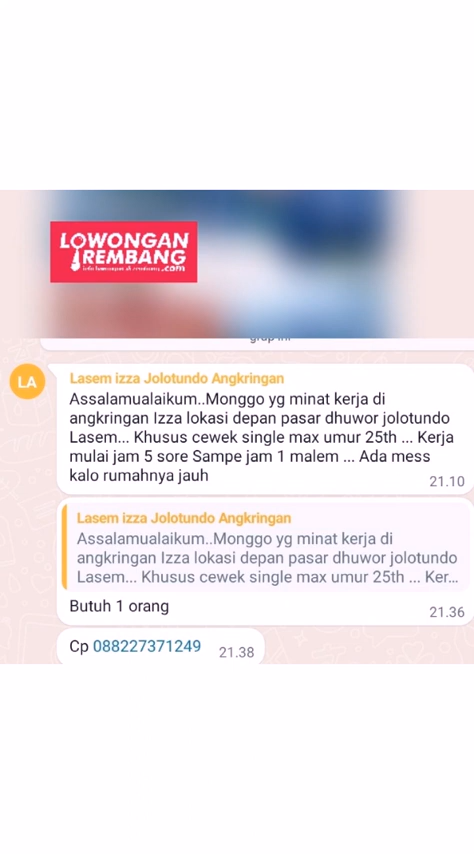 LOWONGAN
REMBANG
.com
grup ini
LA
Lasem izza Jolotundo Angkringan
Assalamualaikum..Monggo yg minat kerja di
angkringan Izza lokasi depan pasar dhuwor jolotundo
Lasem... Khusus cewek single max umur 25th ... Kerja
mulai jam 5 sore Sampe jam 1 malem ... Ada mess
kalo rumahnya jauh
21.10
Lasem izza Jolotundo Angkringan
Assalamualaikum..Monggo yg minat kerja di
angkringan Izza lokasi depan pasar dhuwor jolotundo
Lasem... Khusus cewek single max umur 25th ... Ker...
Butuh 1 orang
21.36
Cp 088227371249
21.38